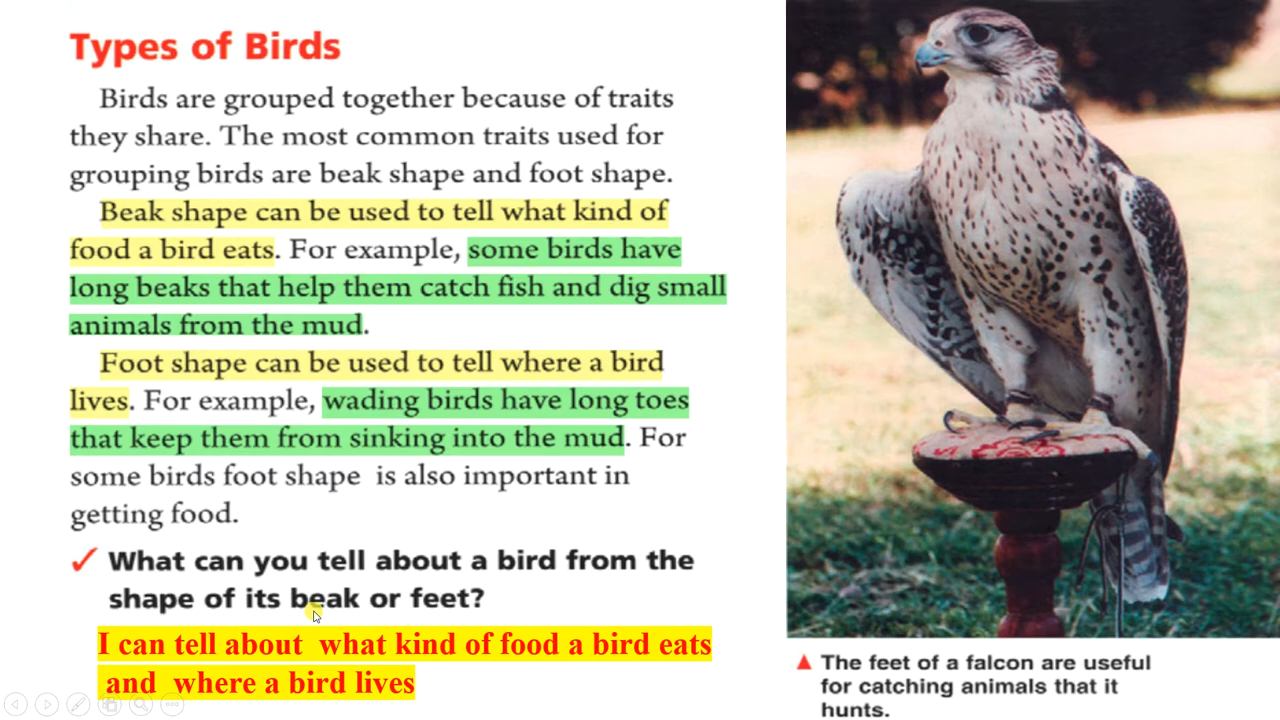 Types of Birds
Birds are grouped together because of traits
they share. The most common traits used for
grouping birds are beak shape and foot shape.
Beak shape can be used to tell what kind of
food a bird eats. For example, some birds have
long beaks that help them catch fish and dig small
animals from the mud.
Foot shape can be used to tell where a bird
lives. For example, wading birds have long toes
that keep them from sinking into the mud. For
some birds foot shape is also important in
getting food.
✓ What can you tell about a bird from the
shape of its beak or feet?
I can tell about what kind of food a bird eats
and where a bird lives
▲ The feet of a falcon are useful
for catching animals that it
hunts.